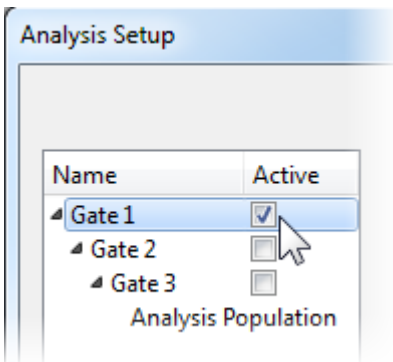 Analysis Setup
Name Active
Gate 1
Gate 2
Gate 3
Analysis Population